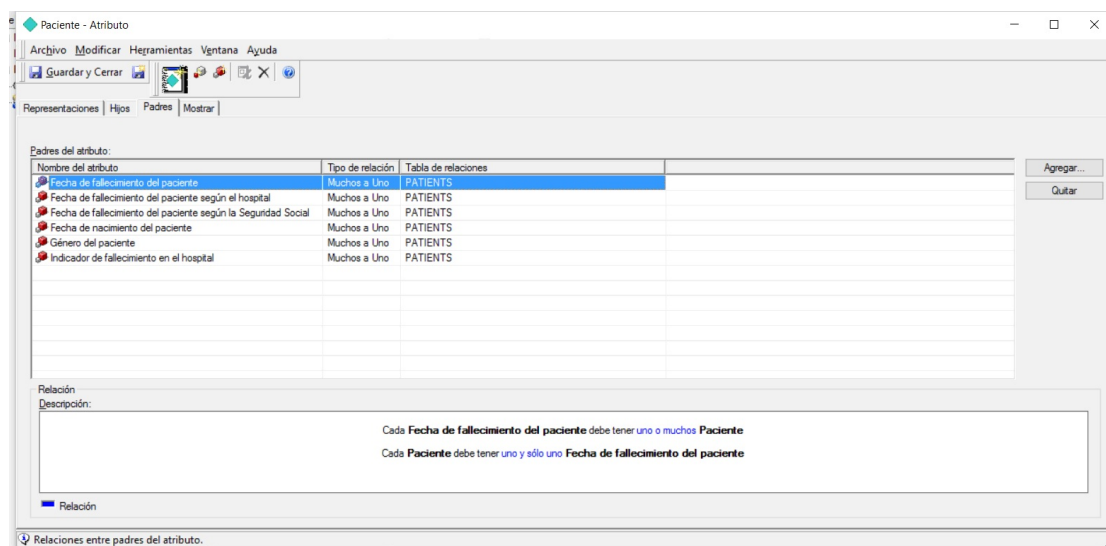 Paciente - Atributo
Archivo Modificar Herramientas Ventana Ayuda
Guardar y Cerrar
Representaciones Hijos Padres Mostrar
Padres del atributo:
Nombre del atributo Tipo de relación Tabla de relaciones
Fecha de fallecimiento del paciente Muchos a Uno PATIENTS
Fecha de fallecimiento del paciente según el hospital Muchos a Uno PATIENTS
Fecha de fallecimiento del paciente según la Seguridad Social Muchos a Uno PATIENTS
Fecha de nacimiento del paciente Muchos a Uno PATIENTS
Género del paciente Muchos a Uno PATIENTS
Indicador de fallecimiento en el hospital Muchos a Uno PATIENTS
Agregar...
Quitar
Relación
Descripción:
Cada Fecha de fallecimiento del paciente debe tener uno o muchos Paciente
Cada Paciente debe tener uno y sólo uno Fecha de fallecimiento del paciente
Relación
Relaciones entre padres del atributo.